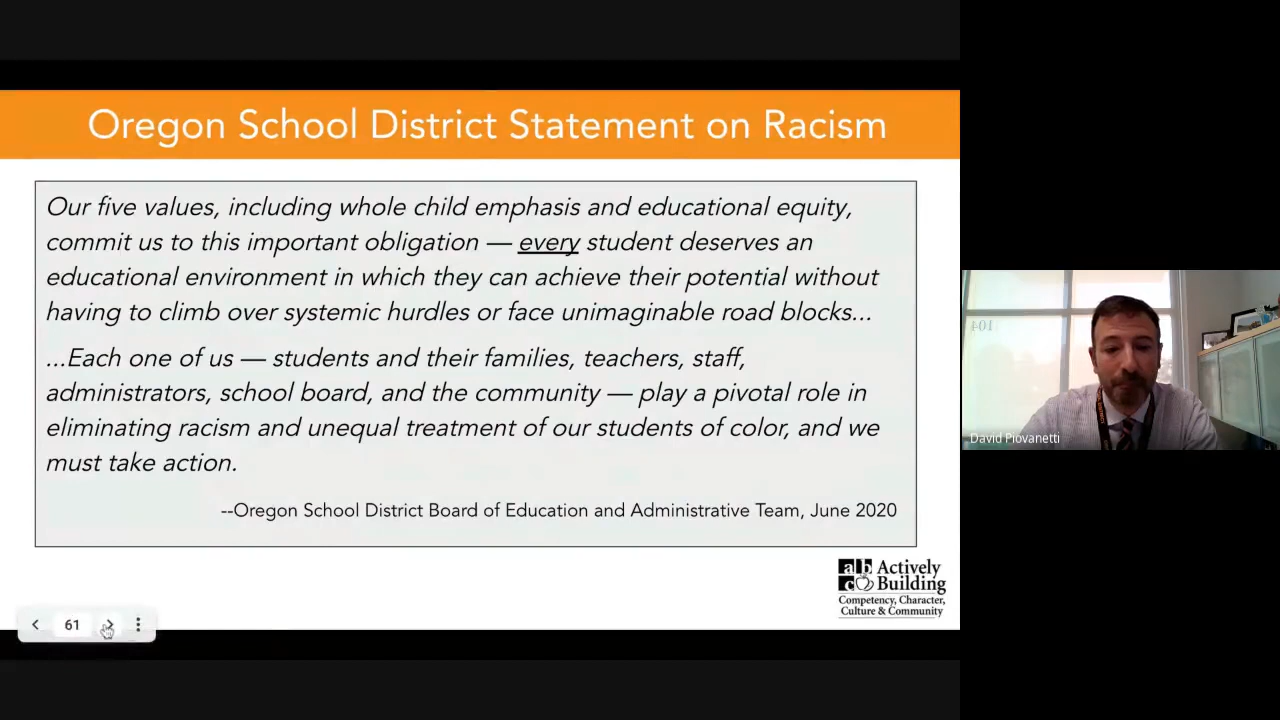 Oregon School District Statement on Racism
Our five values, including whole child emphasis and educational equity,
commit us to this important obligation — every student deserves an
educational environment in which they can achieve their potential without
having to climb over systemic hurdles or face unimaginable road blocks...
...Each one of us — students and their families, teachers, staff,
administrators, school board, and the community — play a pivotal role in
eliminating racism and unequal treatment of our students of color, and we
must take action.
--Oregon School District Board of Education and Administrative Team, June 2020
a b c
Actively
Building
Competency, Character,
Culture & Community
61
104
David Piovanetti